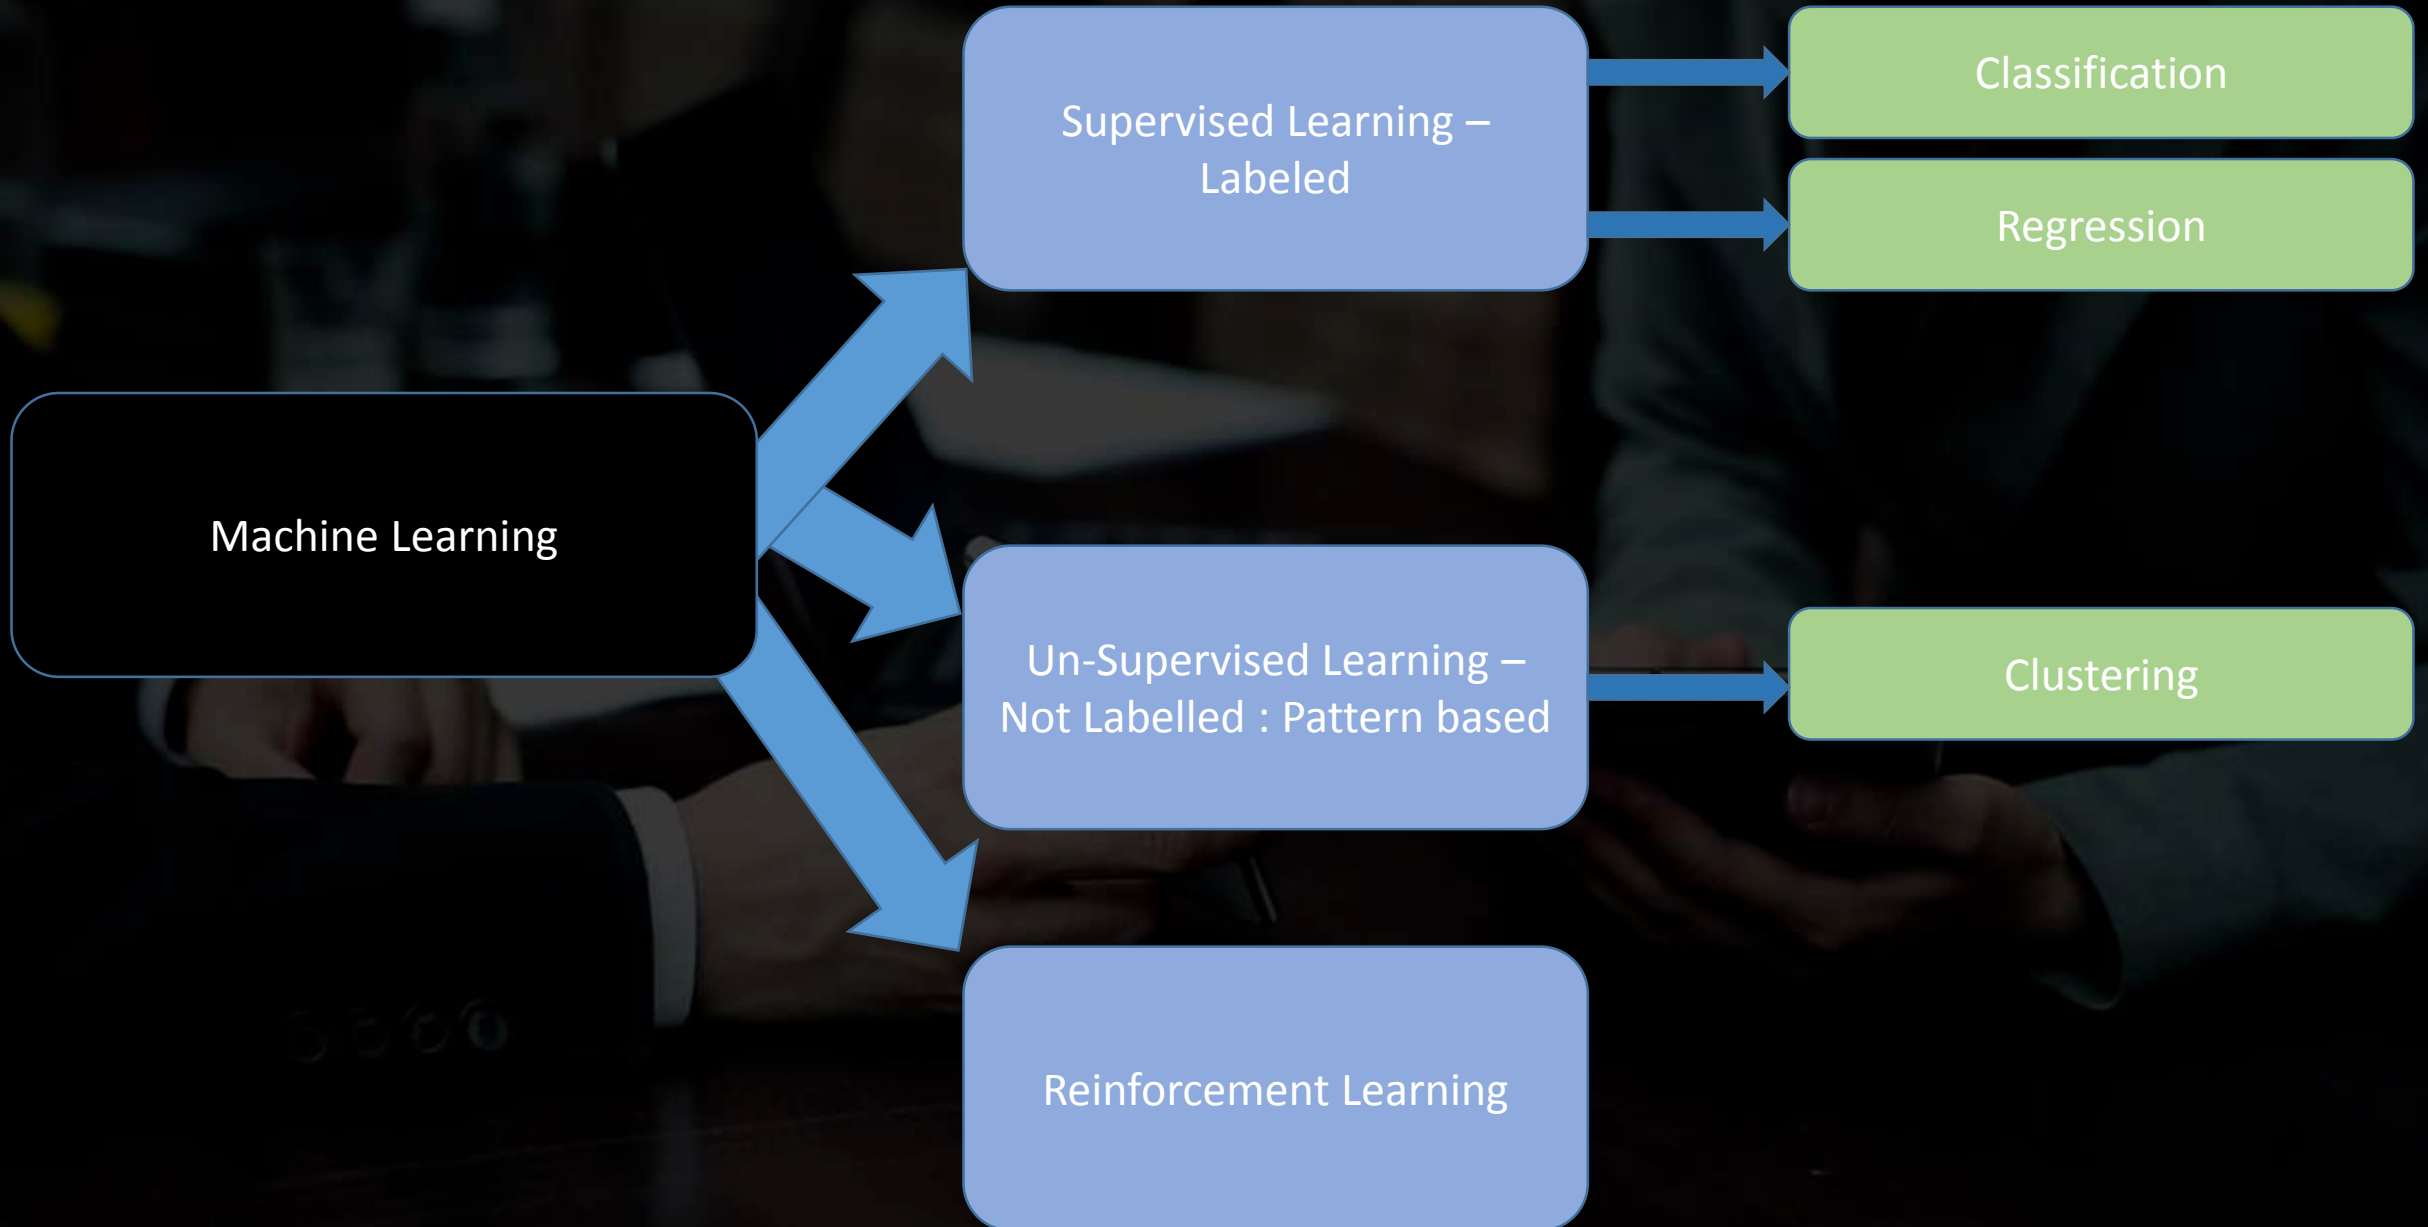 Machine Learning
Supervised Learning –
Labeled
Classification
Regression
Un-Supervised Learning –
Not Labelled : Pattern based
Clustering
Reinforcement Learning